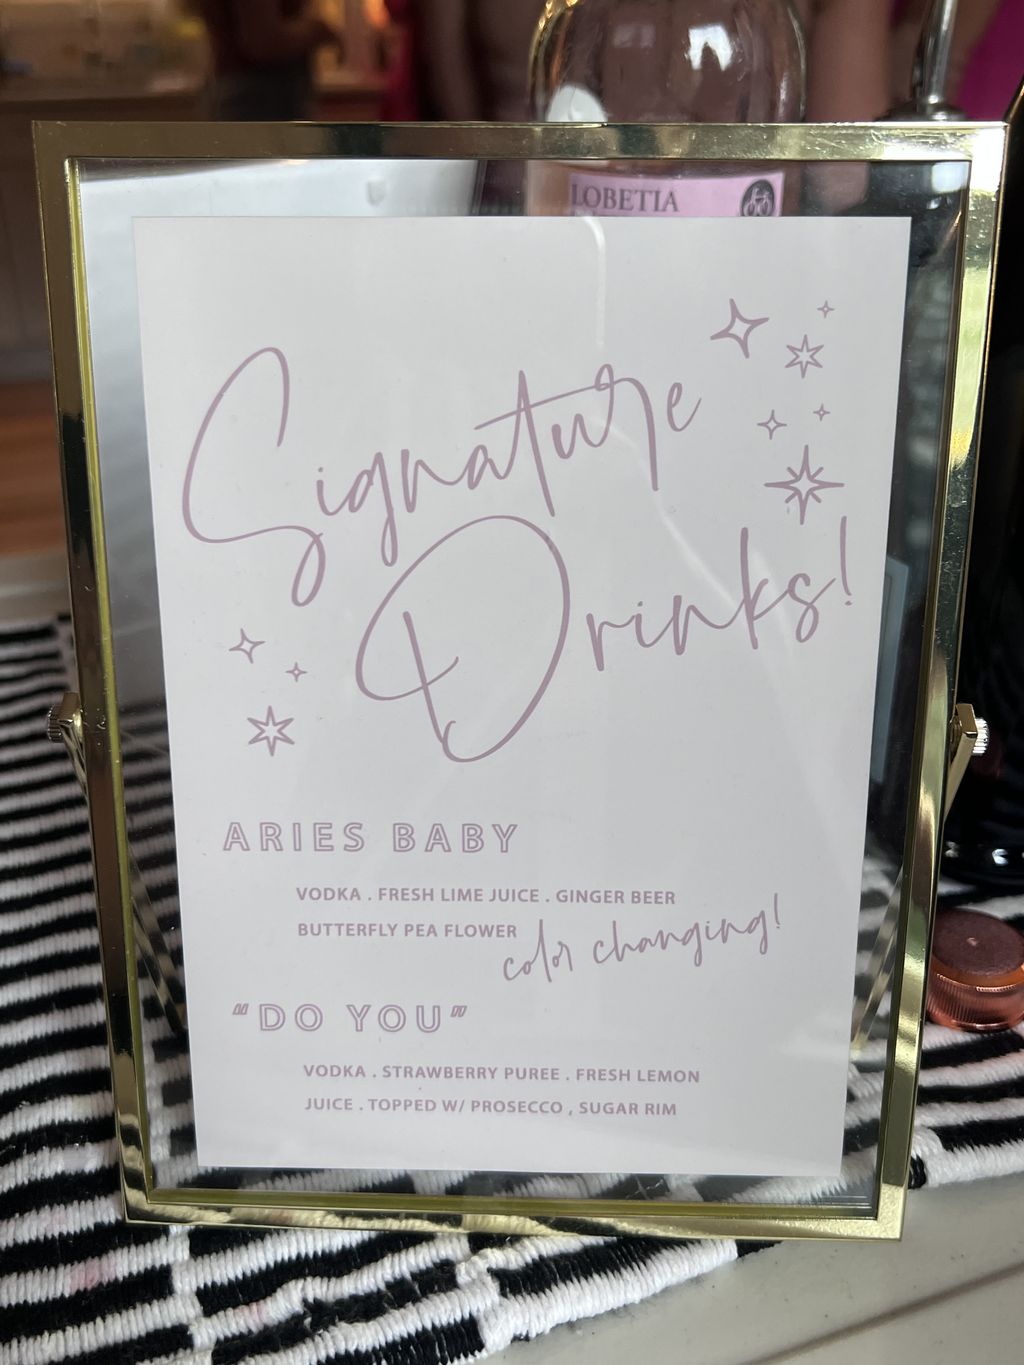 LOBETIA
Signature
Drinks!
ARIES BABY
VODKA . FRESH LIME JUICE . GINGER BEER
BUTTERFLY PEA FLOWER color changing!
“DO YOU”
VODKA . STRAWBERRY PUREE . FRESH LEMON
JUICE . TOPPED W/ PROSECCO , SUGAR RIM